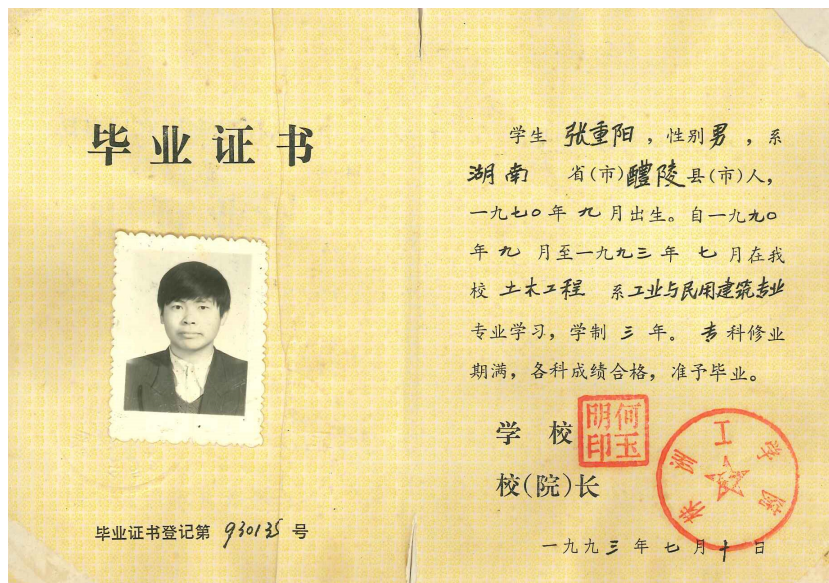 毕业证书
毕业证书登记第 930135 号
学生 张重阳，性别男，系
湖南 省(市)醴陵县(市)人，
一九七〇年 九月出生。自一九九〇
年九 月至一九九三年 七月在我
校 土木工程 系工业与民用建筑专业
专业学习，学制 三年。专科修业
期满，各科成绩合格，准予毕业。
学 校
何玉明印
校(院)长
工学院
一九九三年七月十日